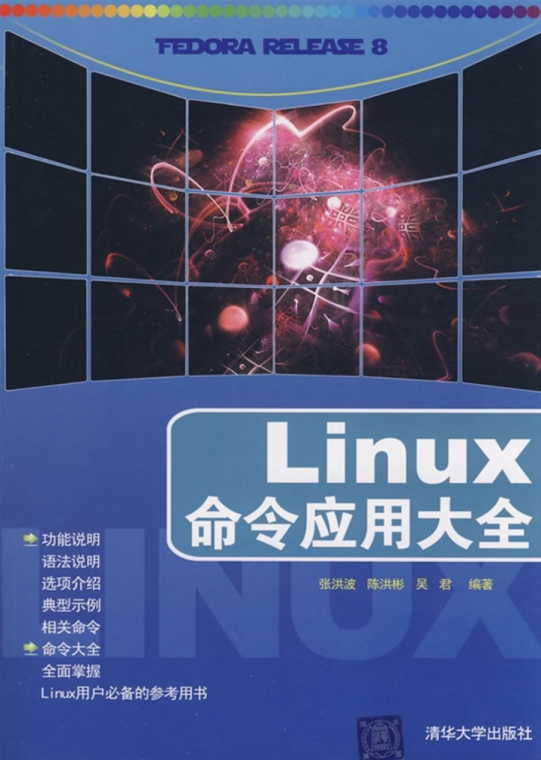 FEDORA RELEASE 8
Linux
命令应用大全
张洪波 陈洪彬 吴 君 编著
功能说明
语法说明
选项介绍
典型示例
相关命令
命令大全
全面掌握
Linux用户必备的参考用书
LINUX
清华大学出版社